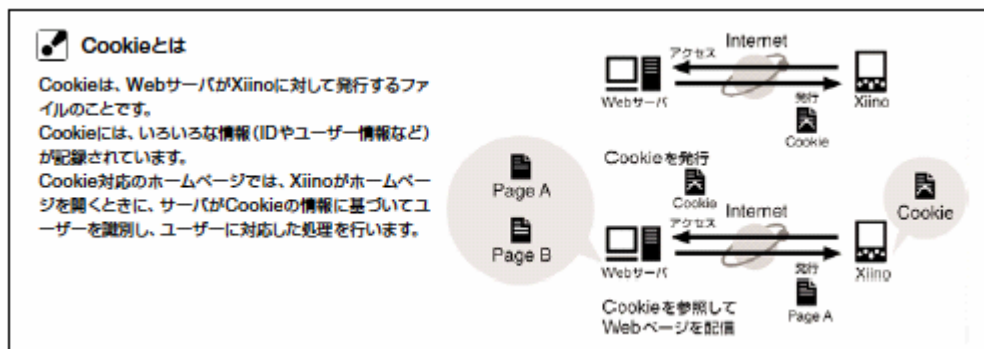 Cookieとは
Cookieは、WebサーバがXiinoに対して発行するファ
イルのことです。
Cookieには、いろいろな情報(IDやユーザー情報など)
が記録されています。
Cookie対応のホームページでは、Xiinoがホームペー
ジを開くときに、サーバがCookieの情報に基づいてユ
ーザーを識別し、ユーザーに対応した処理を行います。
Internet
アクセス
Webサーバ
発行
Xiino
Cookie
Cookieを発行
Page A
Page B
Cookie
Internet
アクセス
Cookie
Webサーバ
発行
Xiino
Page A
Cookieを参照して
Webページを配信